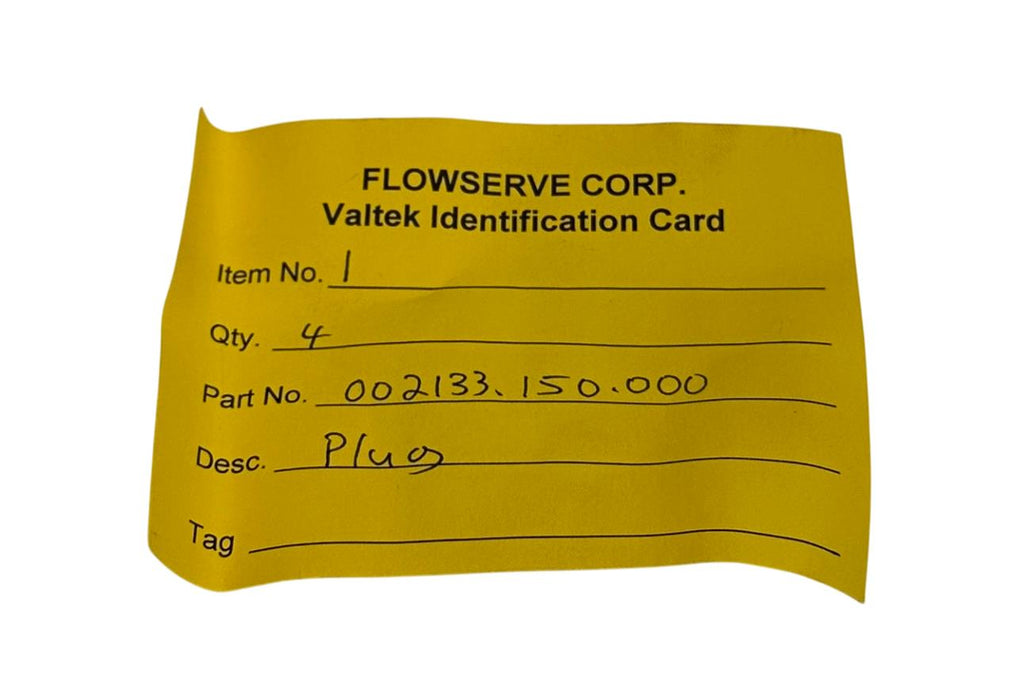 FLOWSERVE CORP.
Valtek Identification Card
Item No. 1
Qty. 4
Part No. 002133.150.000
Desc. Plug
Tag